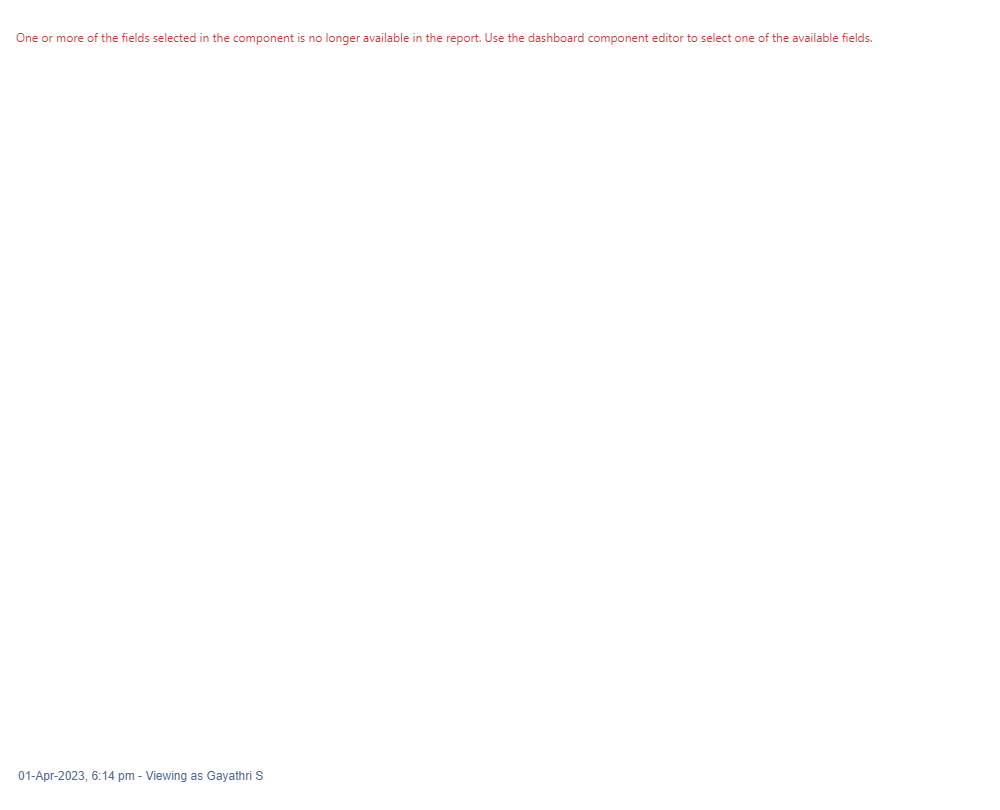 One or more of the fields selected in the component is no longer available in the report. Use the dashboard component editor to select one of the available fields.
01-Apr-2023, 6:14 pm - Viewing as Gayathri S